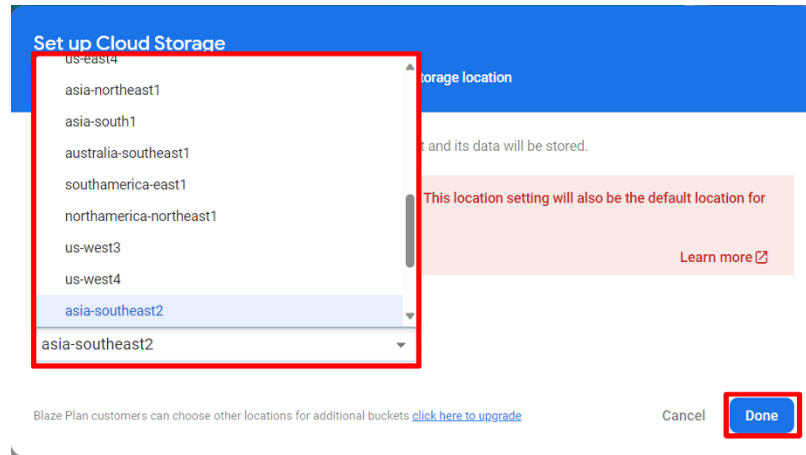 Set up Cloud Storage
us-east4
asia-northeast1
torage location
asia-south1
australia-southeast1
t and its data will be stored.
southamerica-east1
This location setting will also be the default location for
northamerica-northeast1
us-west3
Learn more
us-west4
asia-southeast2
asia-southeast2
Blaze Plan customers can choose other locations for additional buckets click here to upgrade
Cancel
Done